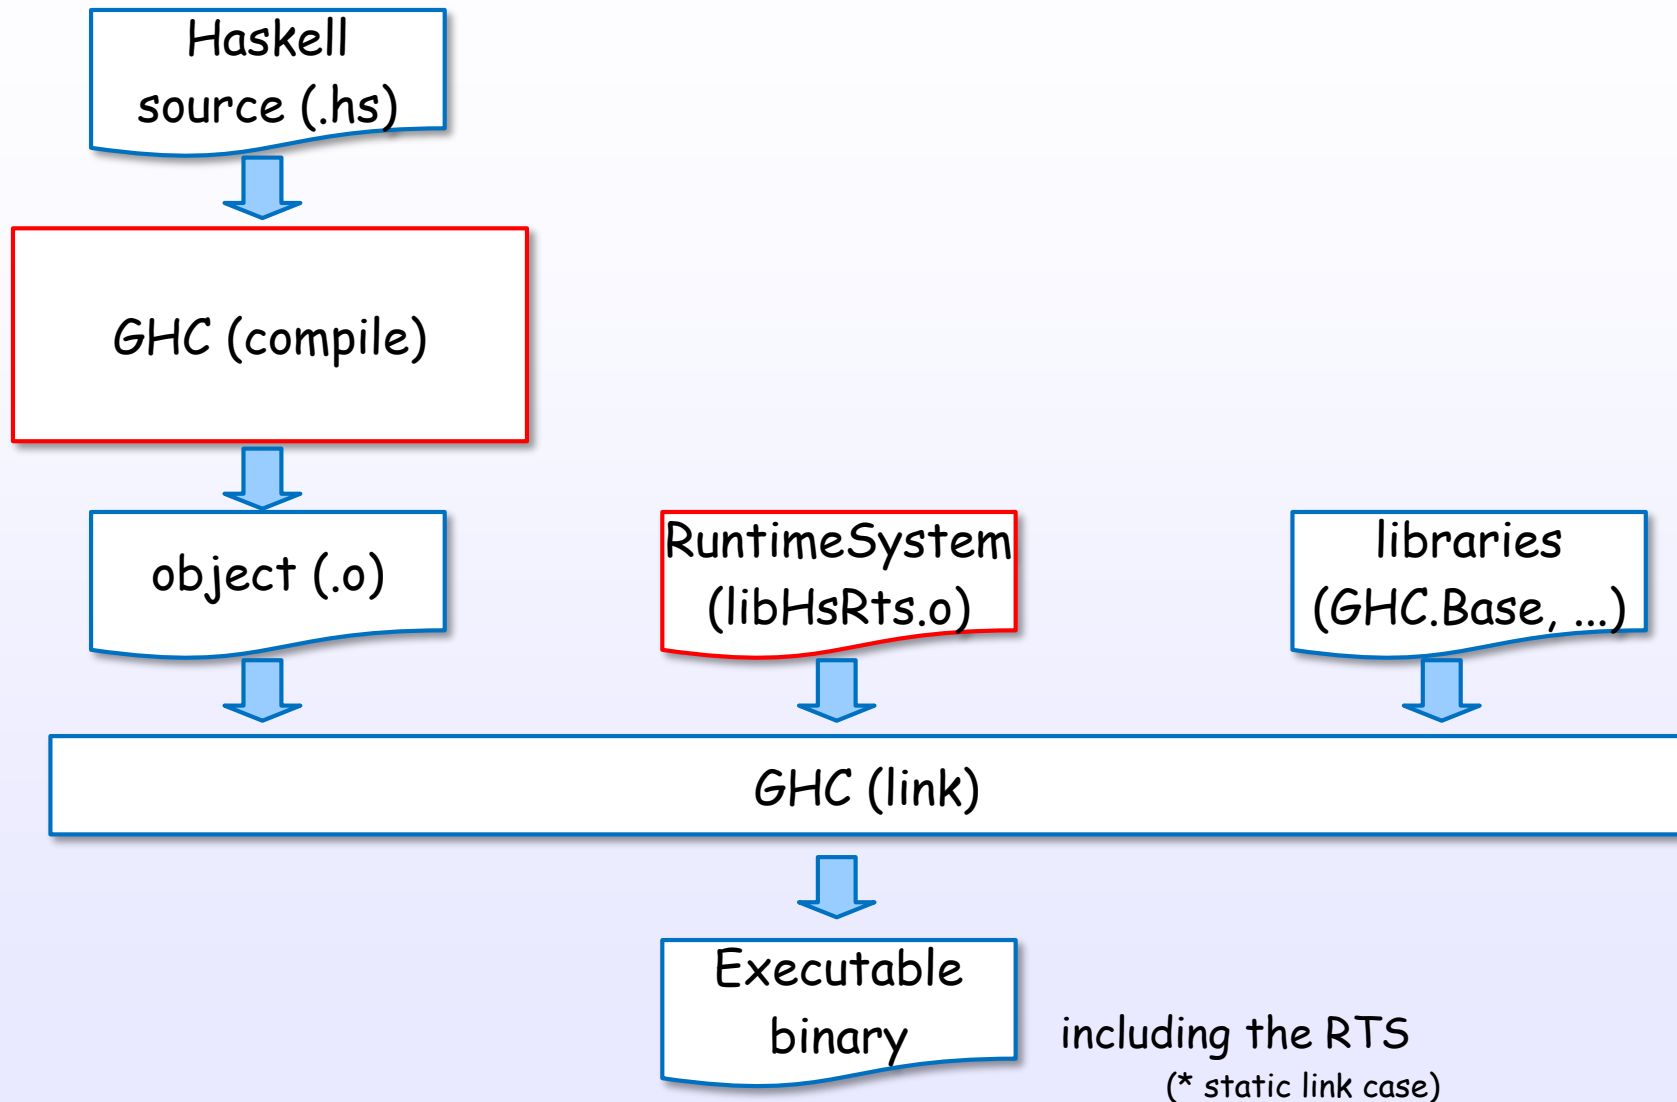 Haskell
source (.hs)
GHC (compile)
object (.o)
RuntimeSystem
(libHsRts.o)
libraries
(GHC.Base, ...)
GHC (link)
Executable
binary
including the RTS
(* static link case)